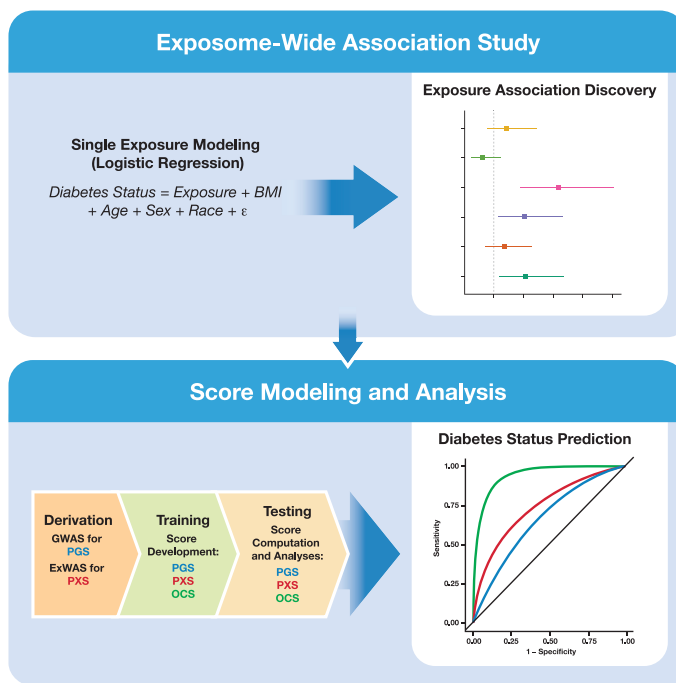 Exposome-Wide Association Study
Single Exposure Modeling
(Logistic Regression)
Diabetes Status = Exposure + BMI
+ Age + Sex + Race + ε
Exposure Association Discovery
Score Modeling and Analysis
Derivation
GWAS for
PGS
ExWAS for
PXS
Training
Score
Development:
PGS
PXS
OCS
Testing
Score
Computation
and Analyses:
PGS
PXS
OCS
Diabetes Status Prediction
Sensitivity
1.00
0.75
0.50
0.25
0.00
0.00 0.25 0.50 0.75 1.00
1 – Specificity